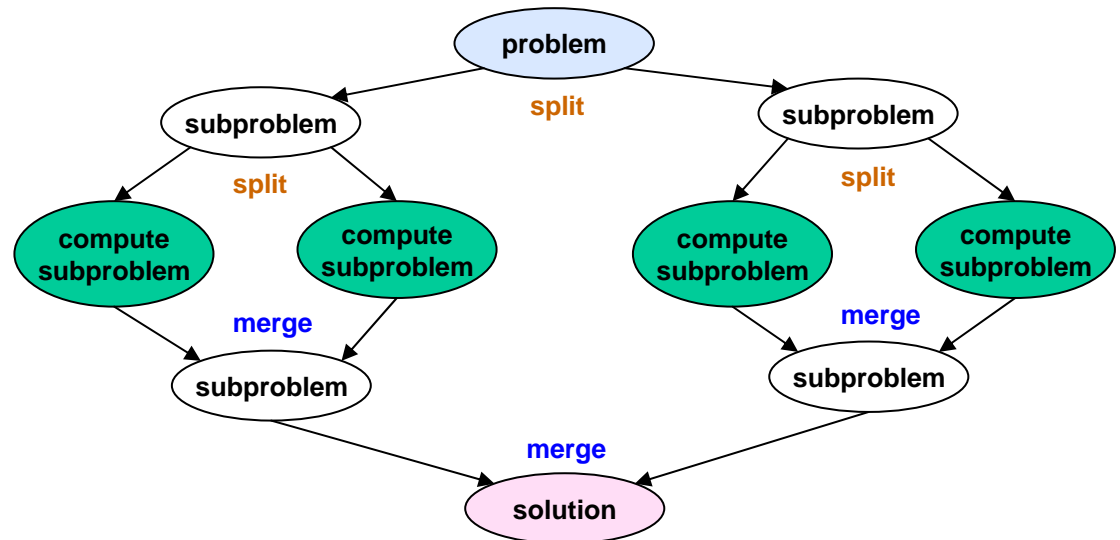 problem
split
subproblem
subproblem
split
split
compute
subproblem
compute
subproblem
compute
subproblem
compute
subproblem
merge
merge
subproblem
subproblem
merge
solution